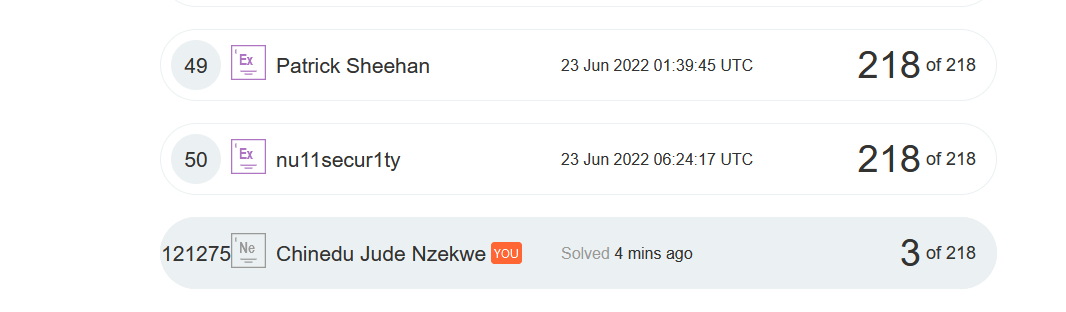 49 Ex Patrick Sheehan 23 Jun 2022 01:39:45 UTC 218 of 218
50 Ex nu11secur1ty 23 Jun 2022 06:24:17 UTC 218 of 218
121275 Ne Chinedu Jude Nzekwe YOU Solved 4 mins ago 3 of 218